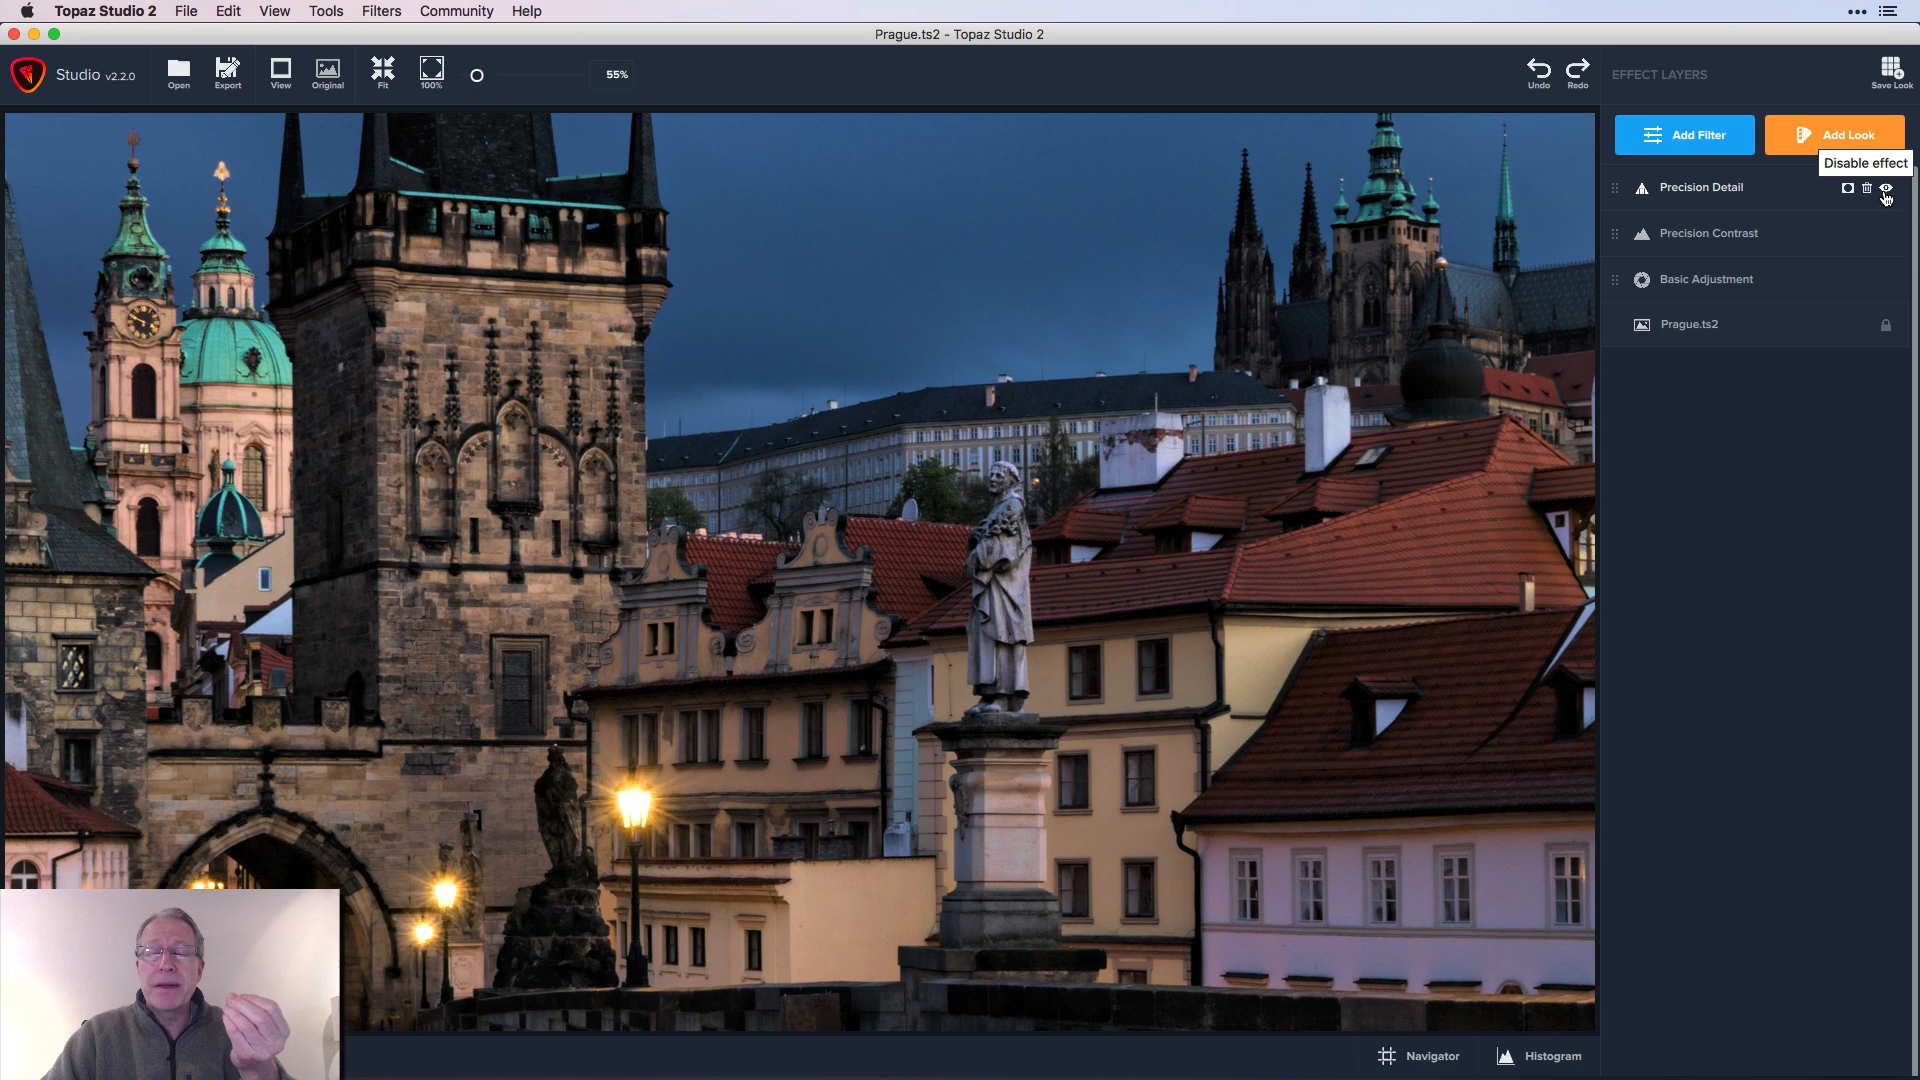 Topaz Studio 2 File Edit View Tools Filters Community Help
Prague.ts2 - Topaz Studio 2
Studio v2.2.0
Open
Export
View
Original
Fit
100%
55%
Undo
Redo
EFFECT LAYERS
Save Look
Add Filter
Add Look
Disable effect
Precision Detail
Precision Contrast
Basic Adjustment
Prague.ts2
Navigator
Histogram